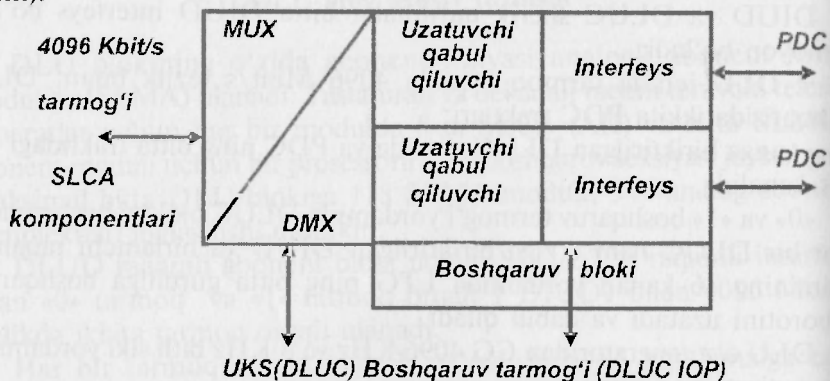 4096 Kbit/s
tarmog‘i
SLCA
komponentlari
MUX
DMX
Uzatuvchi
qabul
qiluvchi
Interfeys
PDC
Uzatuvchi
qabul
qiluvchi
Interfeys
PDC
Boshqaruv bloki
UKS(DLUC) Boshqaruv tarmog‘i (DLUC IOP)